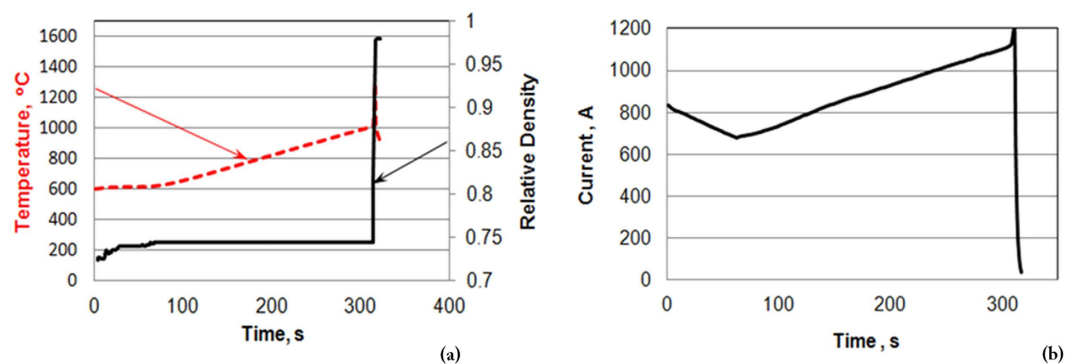 1600
1400
1200
1000
800
600
400
200
0
Temperature, ºC
0 100 200 300 400
Time, s
1
0.95
0.9
0.85
0.8
0.75
0.7
Relative Density
(a)
1200
1000
800
600
400
200
0
Current, A
0 100 200 300
Time, s
(b)